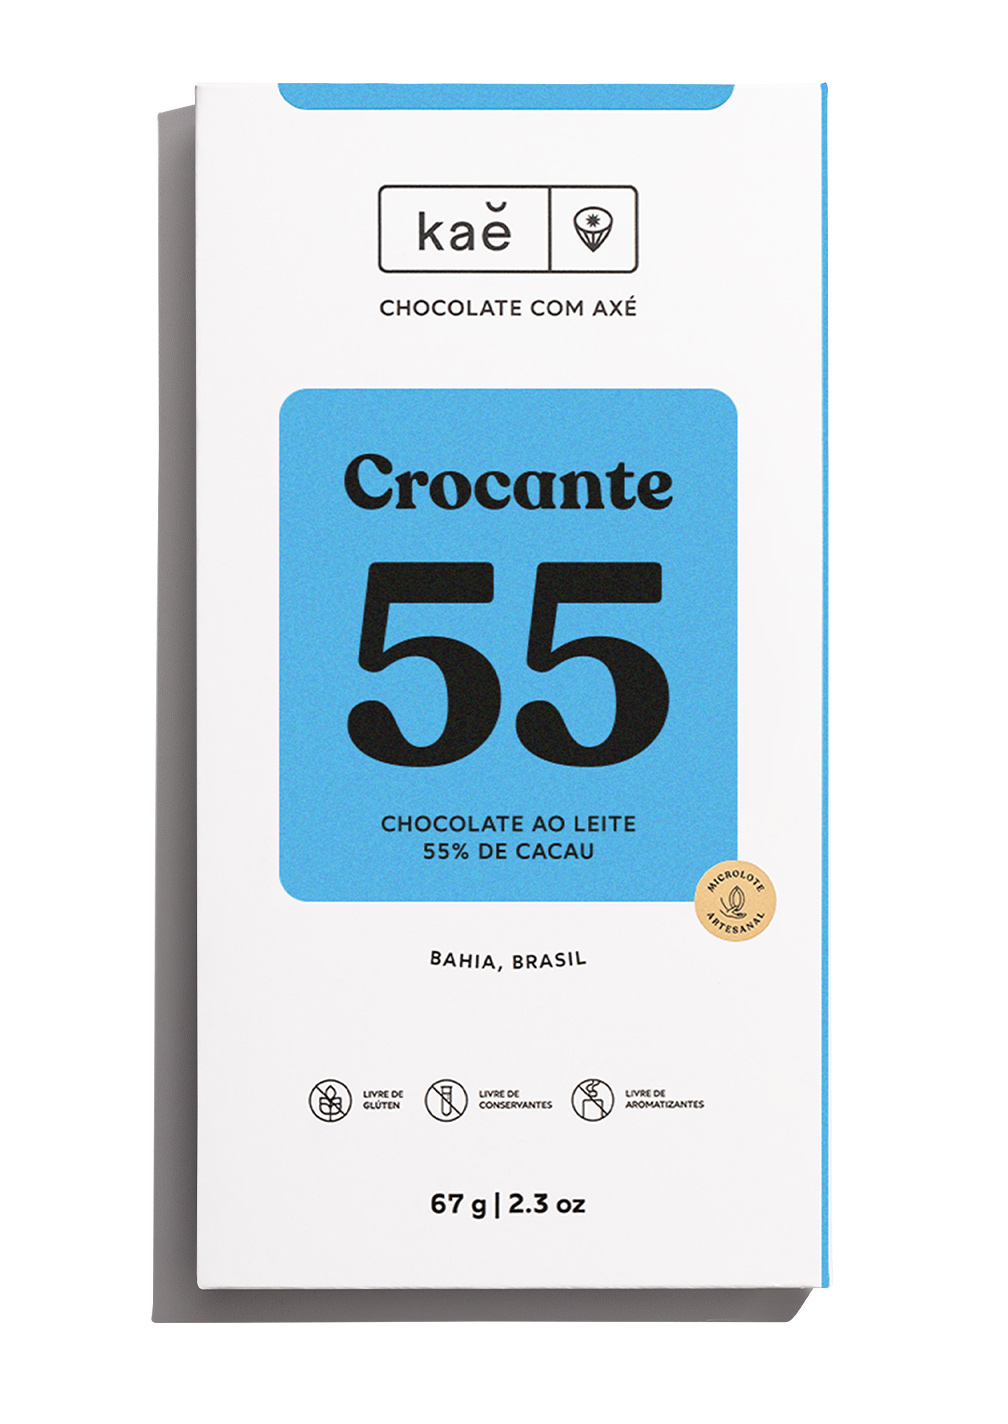 kaĕ
CHOCOLATE COM AXÉ
Crocante
55
CHOCOLATE AO LEITE
55% DE CACAU
MICROLOTE
ARTESANAL
BAHIA, BRASIL
LIVRE DE
GLÚTEN
LIVRE DE
CONSERVANTES
LIVRE DE
AROMATIZANTES
67 g | 2.3 oz